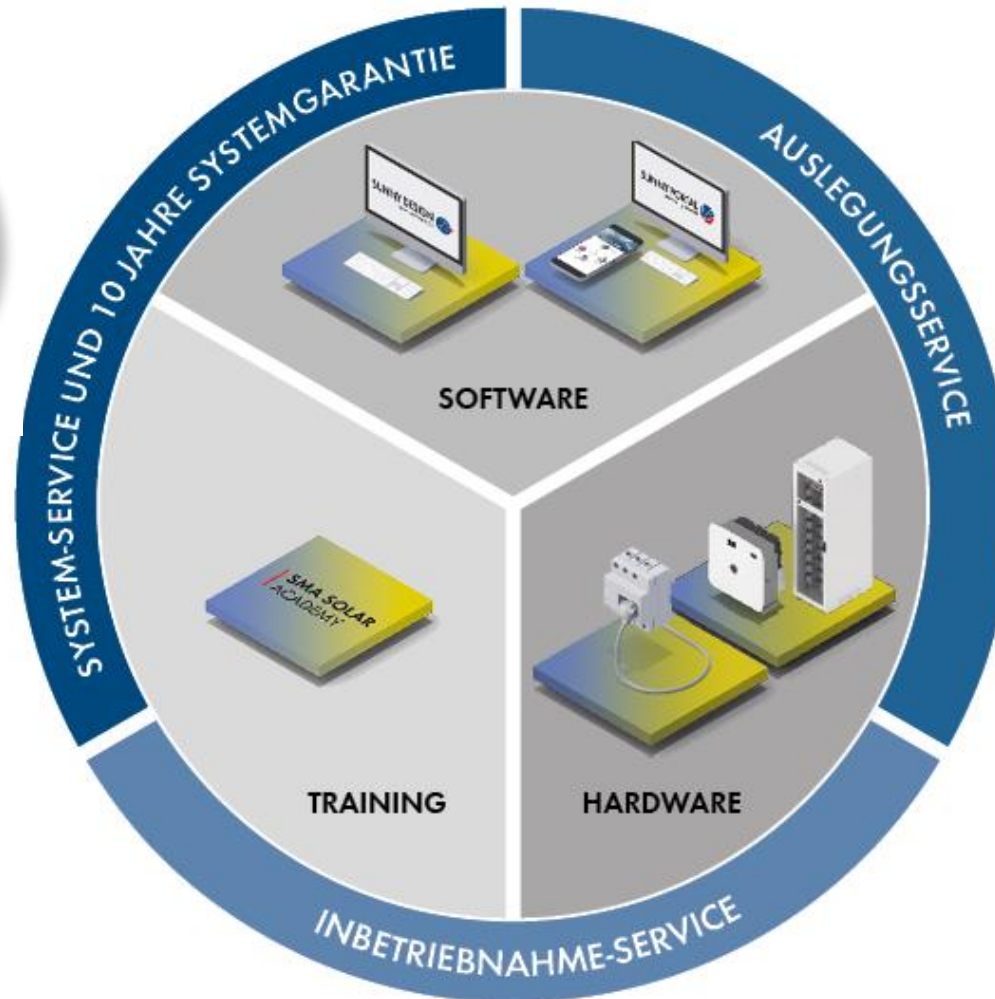 SYSTEM-SERVICE UND 10 JAHRE SYSTEMGARANTIE
AUSLEGUNGSSERVICE
SUNNY DESIGN
SUNNY PORTAL
SOFTWARE
SMA SOLAR
ACADEMY
TRAINING
HARDWARE
INBETRIEBNAHME-SERVICE